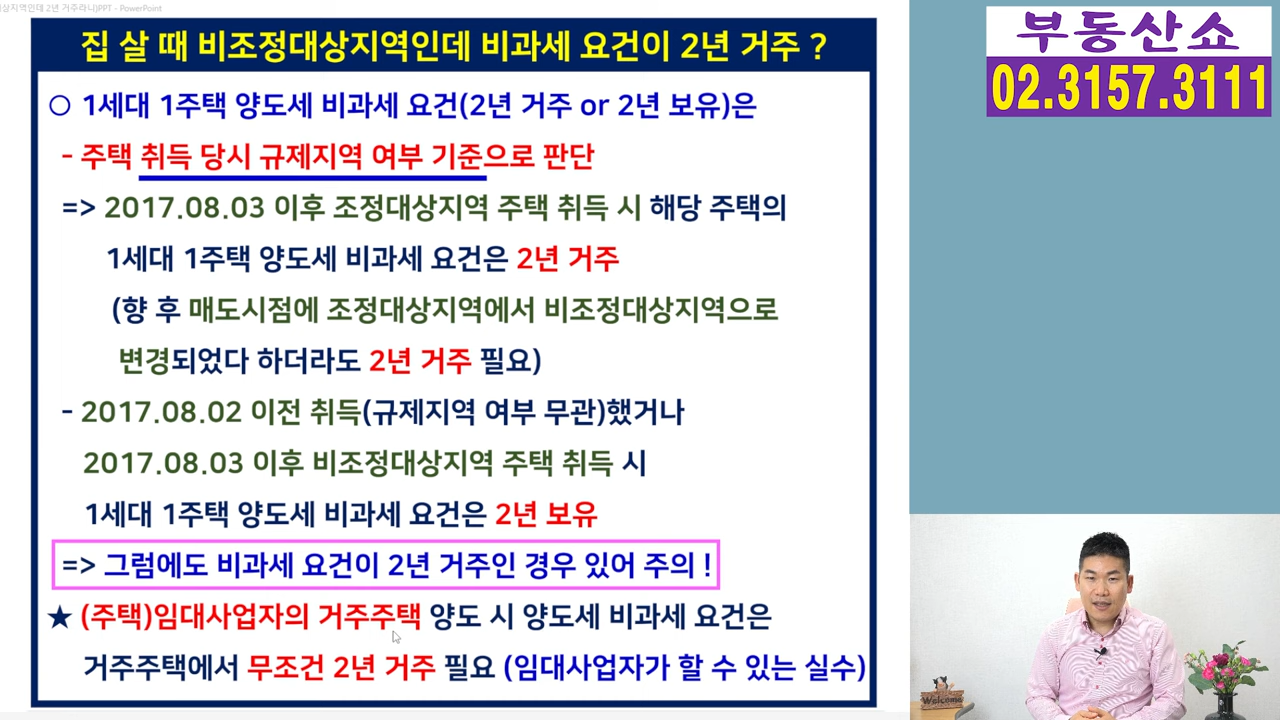 상지역인데 2년 거주라니)PPT - PowerPoint
집 살 때 비조정대상지역인데 비과세 요건이 2년 거주 ?
○ 1세대 1주택 양도세 비과세 요건(2년 거주 or 2년 보유)은
- 주택 취득 당시 규제지역 여부 기준으로 판단
=> 2017.08.03 이후 조정대상지역 주택 취득 시 해당 주택의
1세대 1주택 양도세 비과세 요건은 2년 거주
(향 후 매도시점에 조정대상지역에서 비조정대상지역으로
변경되었다 하더라도 2년 거주 필요)
- 2017.08.02 이전 취득(규제지역 여부 무관)했거나
2017.08.03 이후 비조정대상지역 주택 취득 시
1세대 1주택 양도세 비과세 요건은 2년 보유
=> 그럼에도 비과세 요건이 2년 거주인 경우 있어 주의 !
★ (주택)임대사업자의 거주주택 양도 시 양도세 비과세 요건은
거주주택에서 무조건 2년 거주 필요 (임대사업자가 할 수 있는 실수)
부동산쇼
02.3157.3111
Welcome